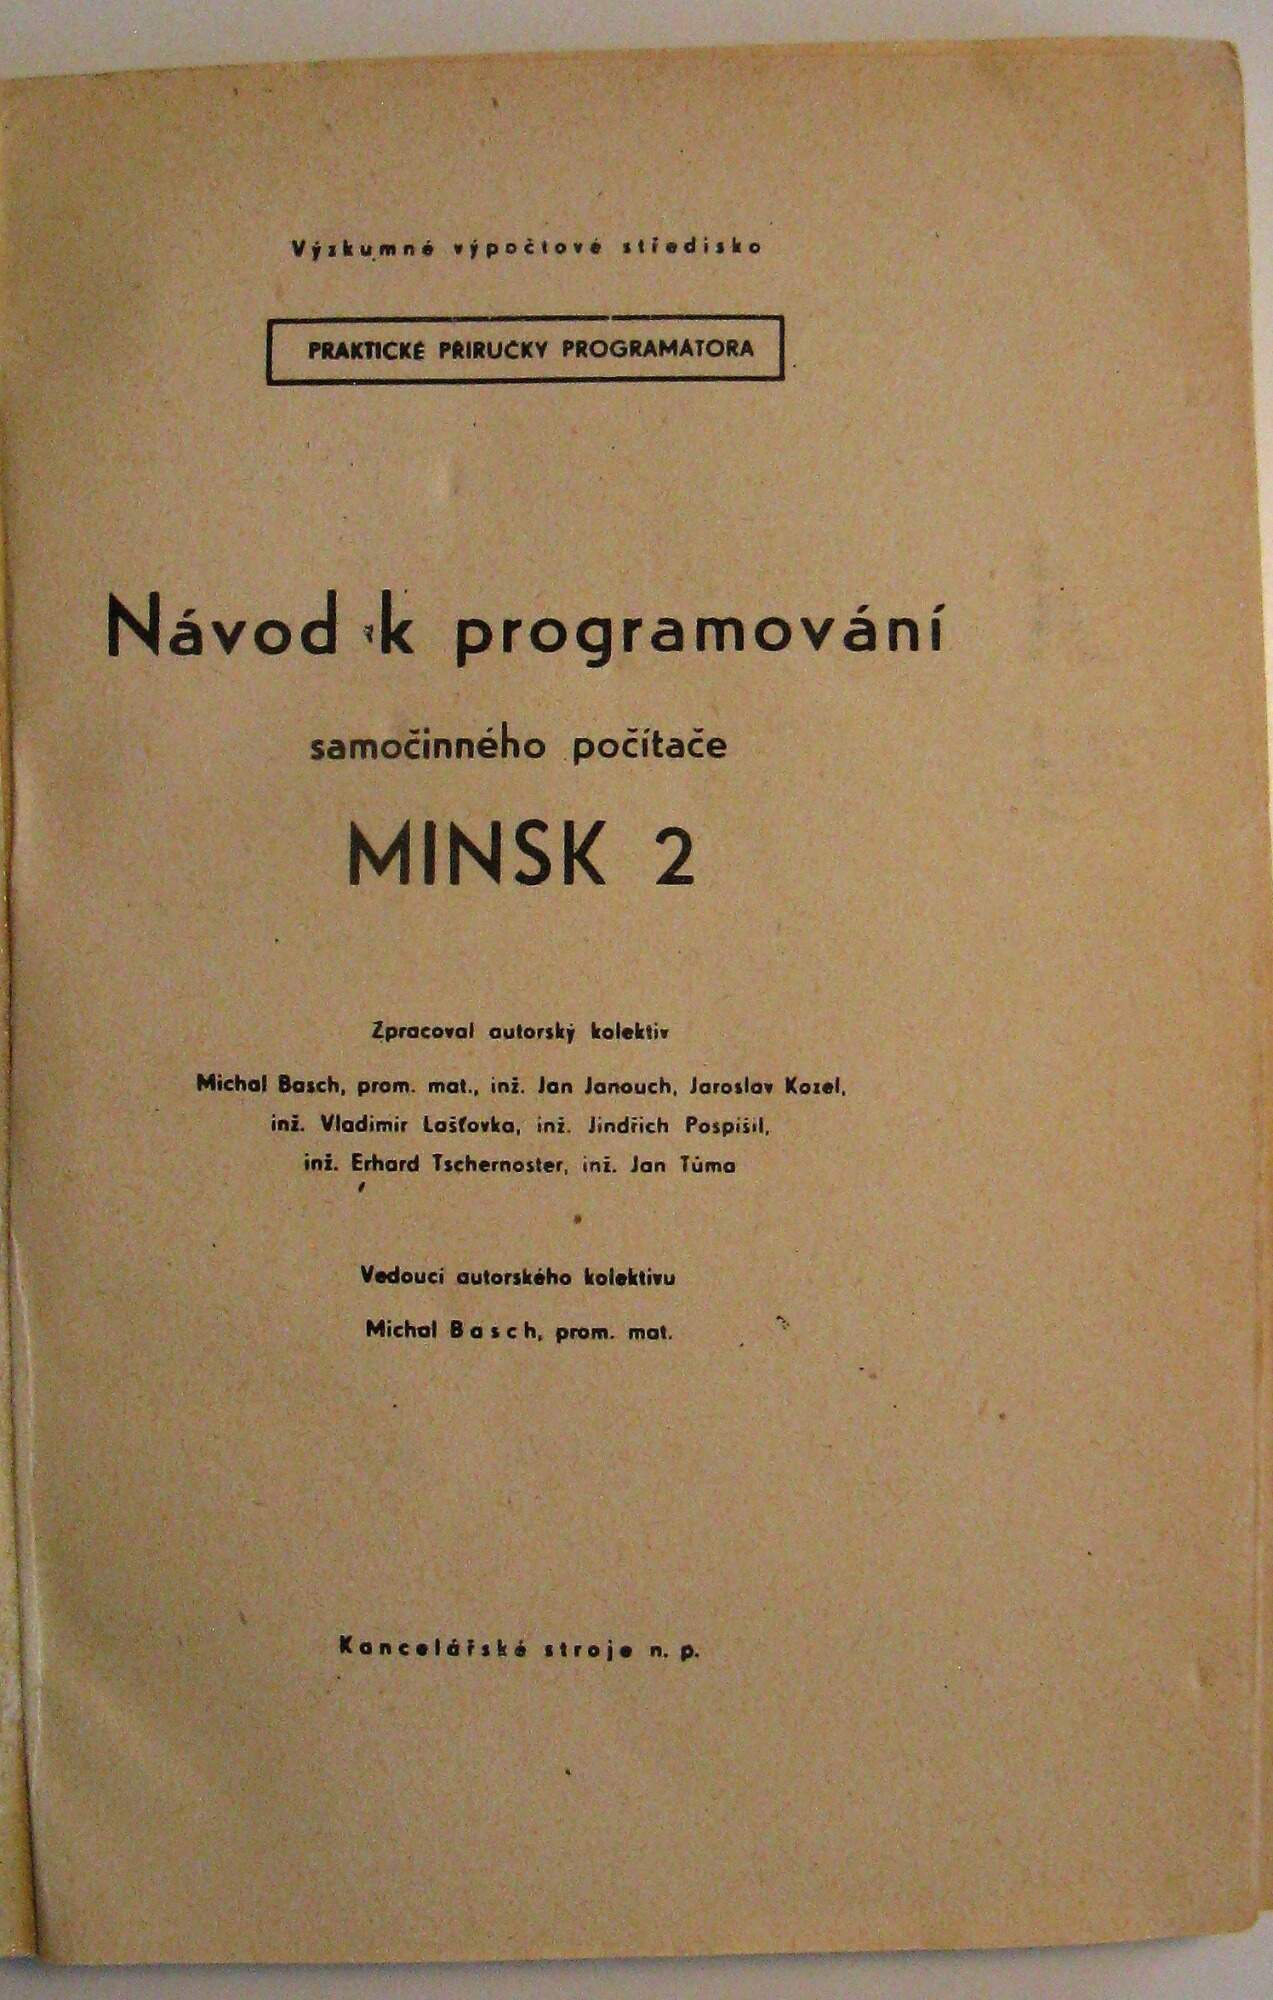 Výzkumné výpočtové středisko
PRAKTICKÉ PŘÍRUČKY PROGRAMÁTORA
Návod k programování
samočinného počítače
MINSK 2
Zpracoval autorský kolektiv
Michal Basch, prom. mat., inž. Jan Janouch, Jaroslav Kozel,
inž. Vladimir Lašťovka, inž. Jindřich Pospíšil,
inž. Erhard Tschernoster, inž. Jan Tůma
Vedoucí autorského kolektivu
Michal Basch, prom. mat.
Kancelářské stroje n. p.